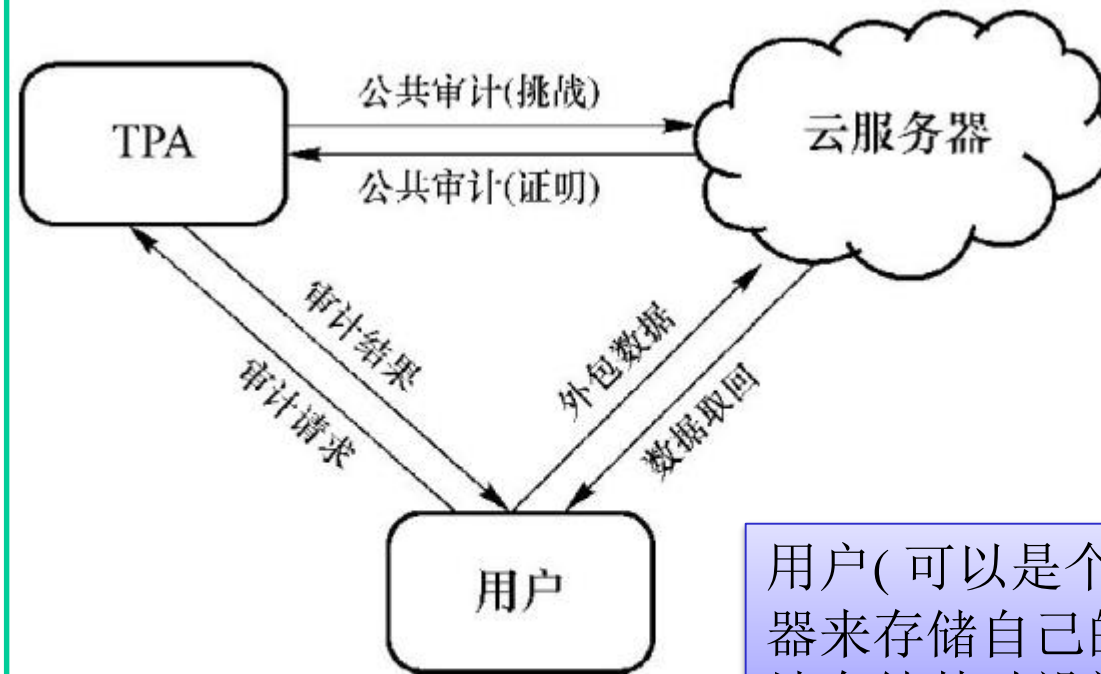 公共审计(挑战)
TPA
云服务器
公共审计(证明)
审计结果
审计请求
外包数据
数据取回
用户
用户(可以是个
器来存储自己的